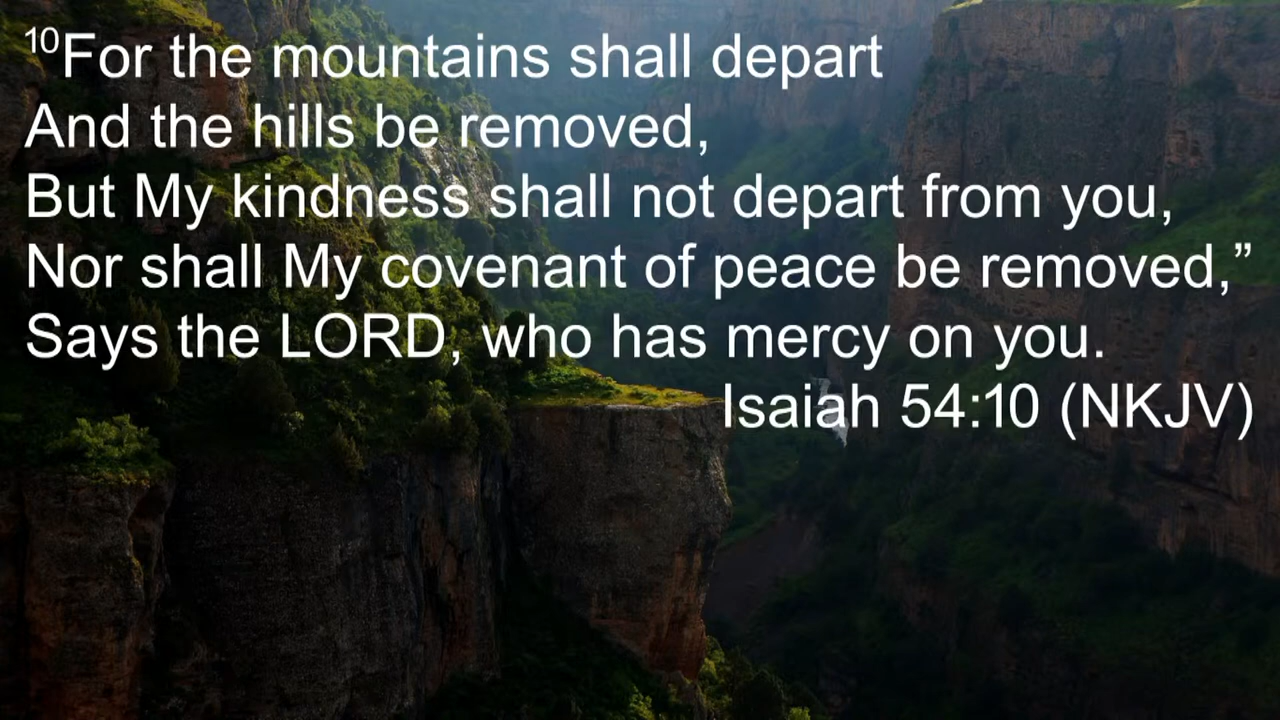 10For the mountains shall depart
And the hills be removed,
But My kindness shall not depart from you,
Nor shall My covenant of peace be removed,”
Says the LORD, who has mercy on you.
Isaiah 54:10 (NKJV)